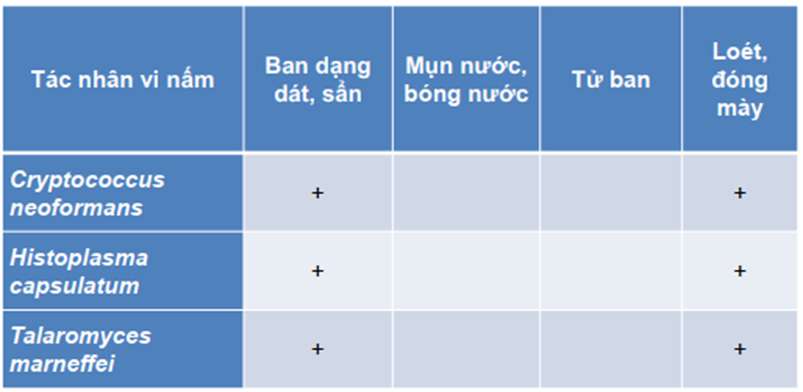 Tác nhân vi nấm
Ban dạng
dát, sẩn
Mụn nước,
bóng nước
Tử ban
Loét,
đóng
mày
Cryptococcus
neoformans
+
+
Histoplasma
capsulatum
+
+
Talaromyces
marneffei
+
+